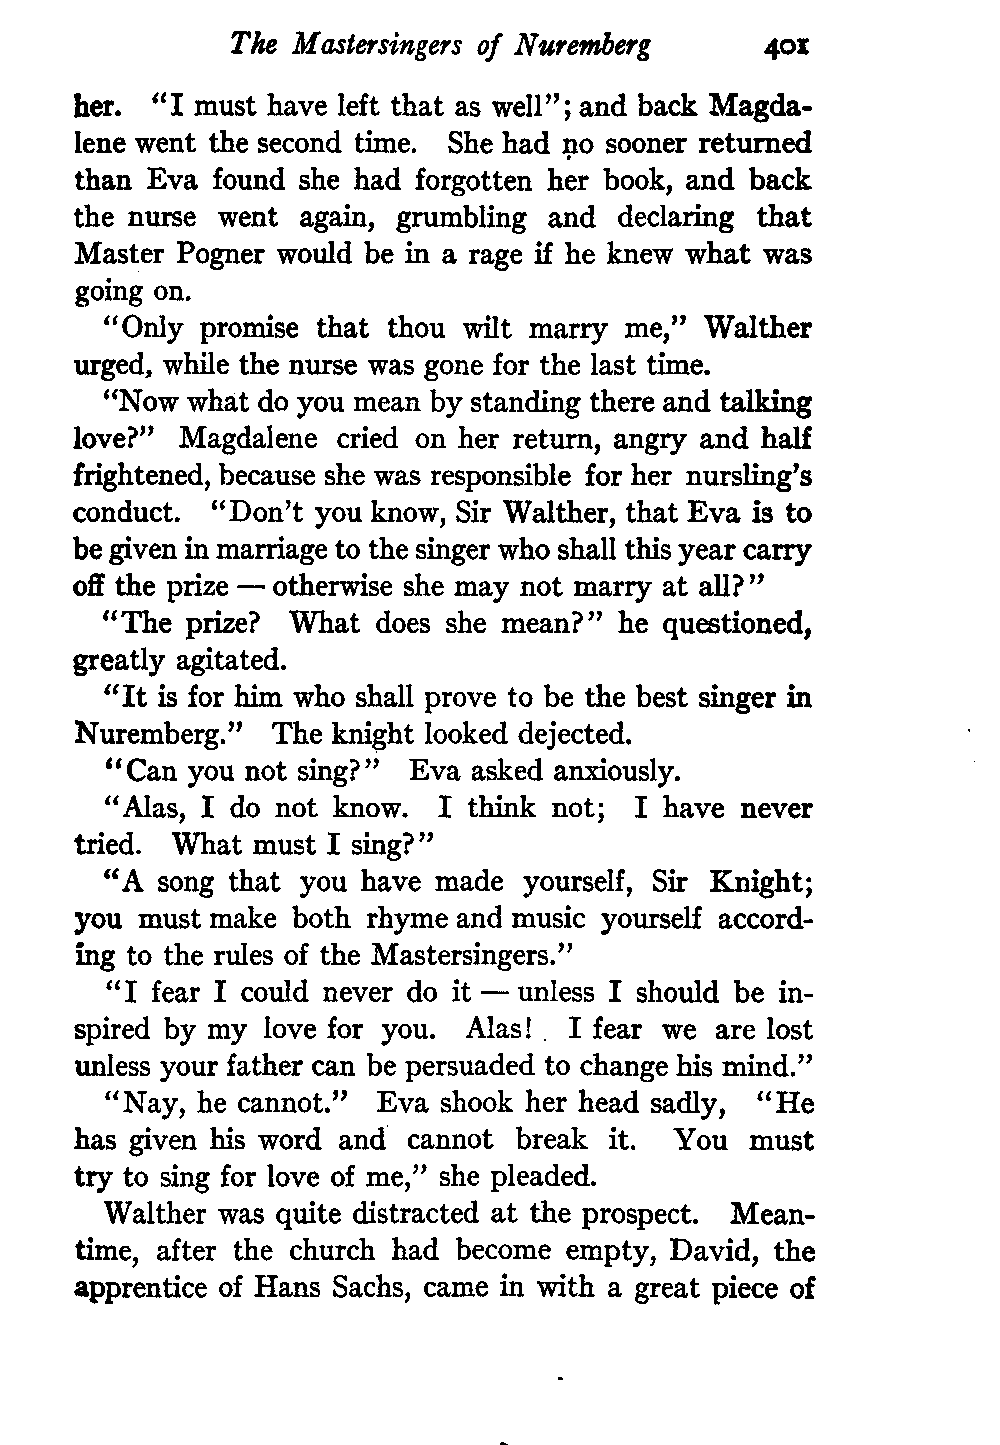 The Mastersingers of Nuremberg 401
her. "I must have left that as well"; and back Magda-
lene went the second time. She had no sooner returned
than Eva found she had forgotten her book, and back
the nurse went again, grumbling and declaring that
Master Pogner would be in a rage if he knew what was
going on.
"Only promise that thou wilt marry me," Walther
urged, while the nurse was gone for the last time.
"Now what do you mean by standing there and talking
love?" Magdalene cried on her return, angry and half
frightened, because she was responsible for her nursling's
conduct. "Don't you know, Sir Walther, that Eva is to
be given in marriage to the singer who shall this year carry
off the prize — otherwise she may not marry at all?"
"The prize? What does she mean?" he questioned,
greatly agitated.
"It is for him who shall prove to be the best singer in
Nuremberg." The knight looked dejected.
"Can you not sing?" Eva asked anxiously.
"Alas, I do not know. I think not; I have never
tried. What must I sing?"
"A song that you have made yourself, Sir Knight;
you must make both rhyme and music yourself accord-
ing to the rules of the Mastersingers."
"I fear I could never do it — unless I should be in-
spired by my love for you. Alas! I fear we are lost
unless your father can be persuaded to change his mind."
"Nay, he cannot." Eva shook her head sadly, "He
has given his word and cannot break it. You must
try to sing for love of me," she pleaded.
Walther was quite distracted at the prospect. Mean-
time, after the church had become empty, David, the
apprentice of Hans Sachs, came in with a great piece of